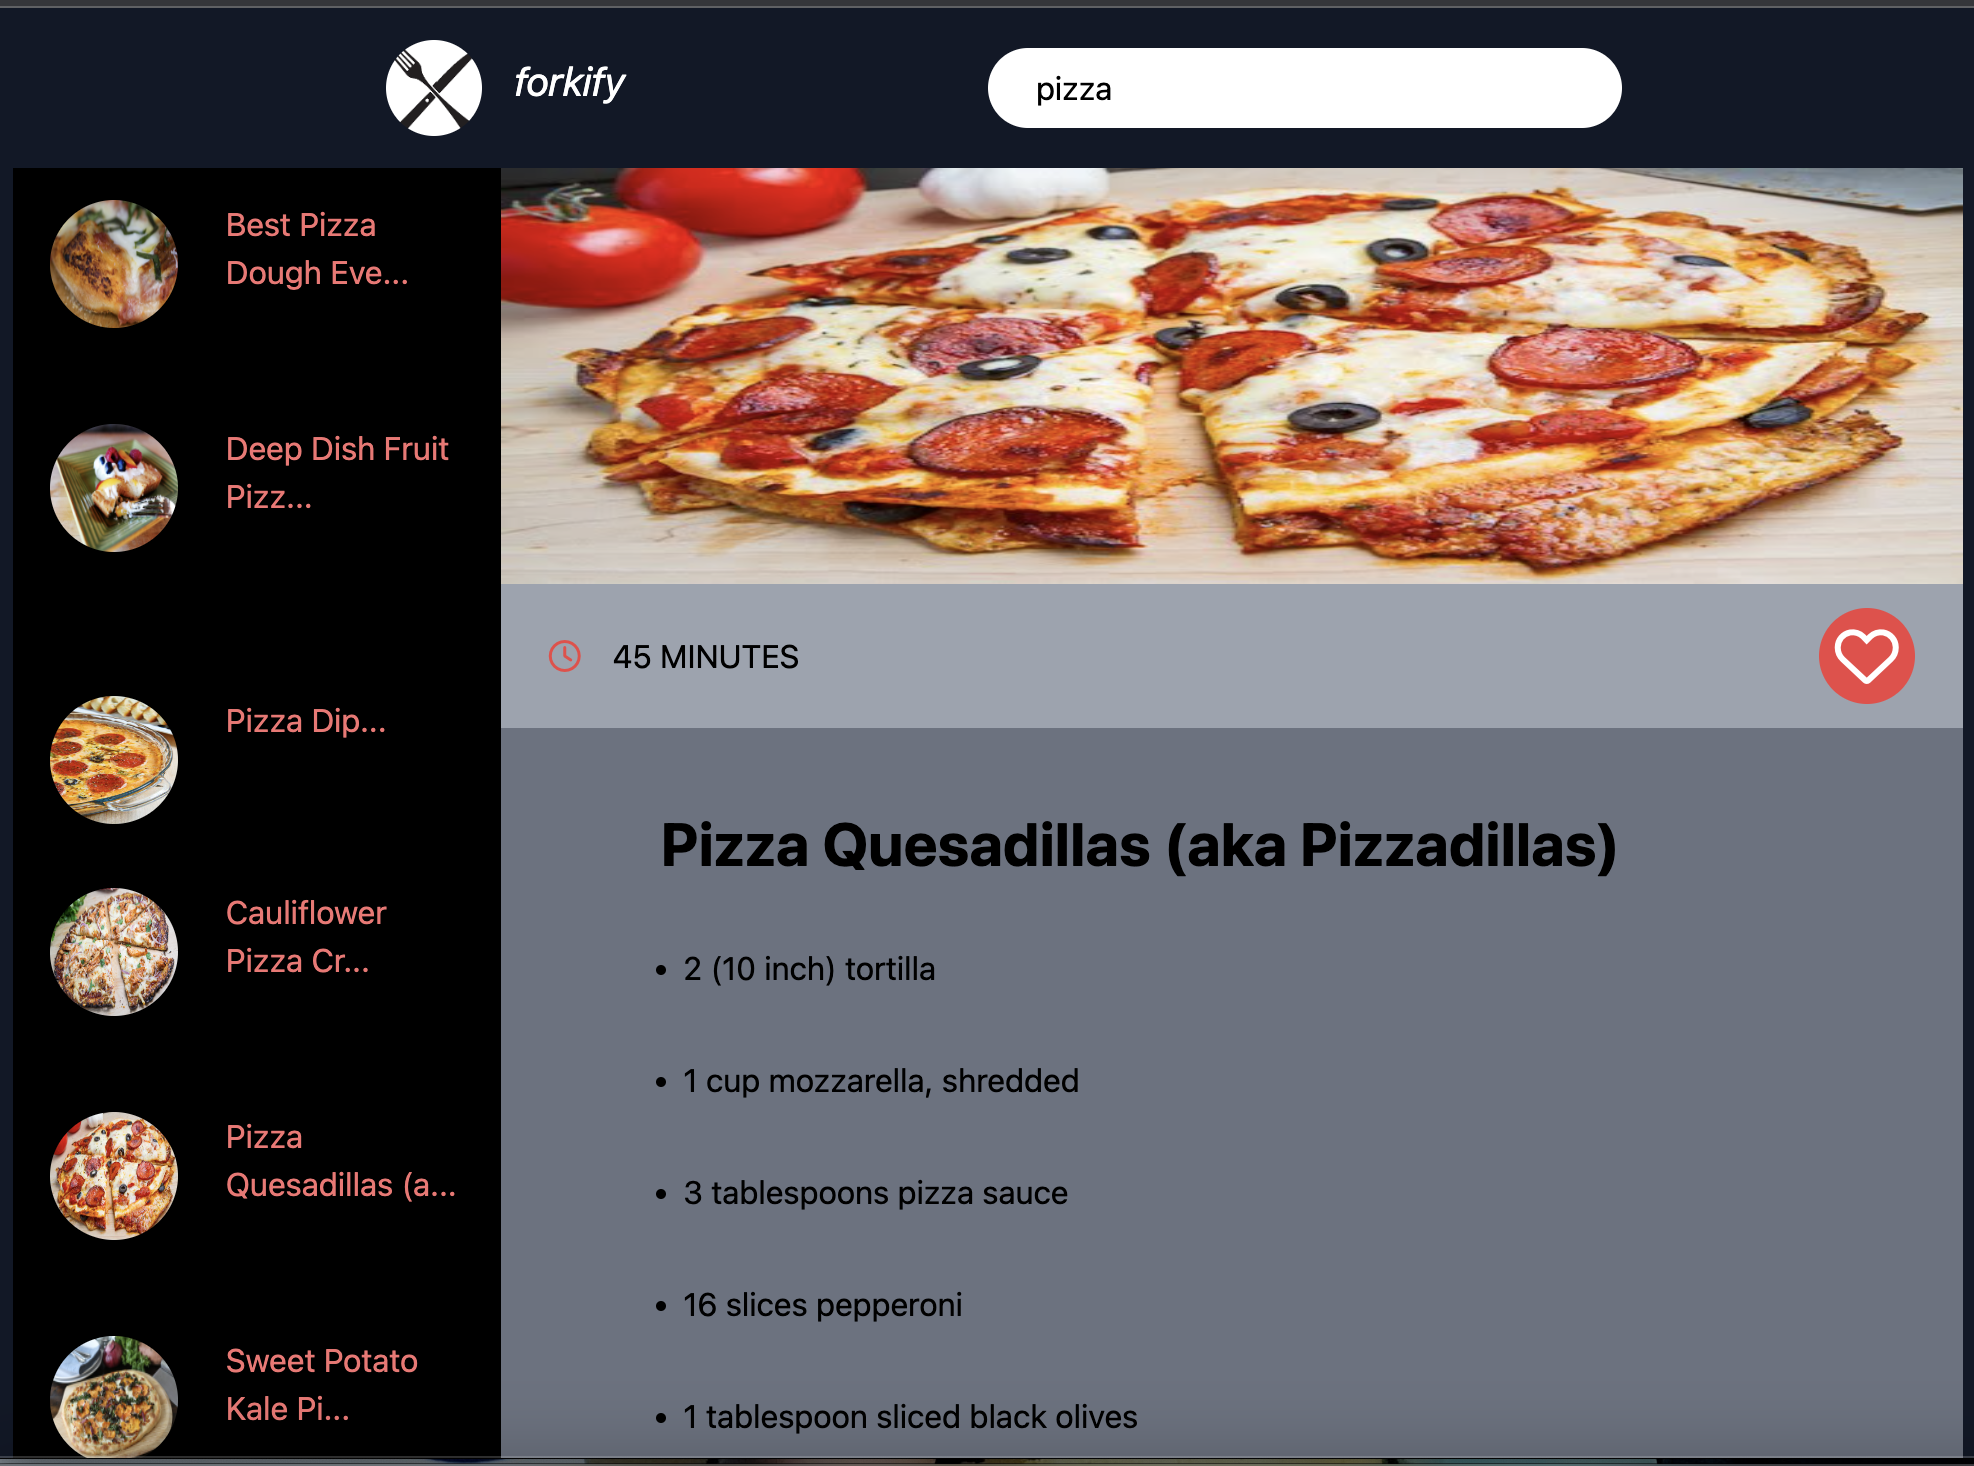 forkify
pizza
Best Pizza
Dough Eve...
Deep Dish Fruit
Pizz...
Pizza Dip...
Cauliflower
Pizza Cr...
Pizza
Quesadillas (a...
Sweet Potato
Kale Pi...
45 MINUTES
Pizza Quesadillas (aka Pizzadillas)
• 2 (10 inch) tortilla
• 1 cup mozzarella, shredded
• 3 tablespoons pizza sauce
• 16 slices pepperoni
• 1 tablespoon sliced black olives